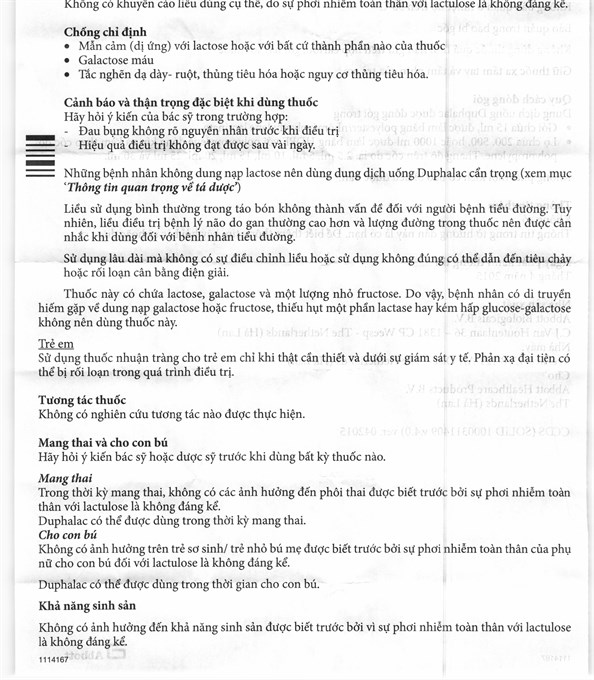 Không có khuyến cáo liều dùng cụ thể, do sự phơi nhiễm toàn thân với lactulose là không đáng kể.
Chống chỉ định
• Mẫn cảm (dị ứng) với lactose hoặc với bất cứ thành phần nào của thuốc
• Galactose máu
• Tắc nghẽn dạ dày- ruột, thủng tiêu hóa hoặc nguy cơ thủng tiêu hóa.
Cảnh báo và thận trọng đặc biệt khi dùng thuốc
Hãy hỏi ý kiến của bác sỹ trong trường hợp:
- Đau bụng không rõ nguyên nhân trước khi điều trị
- Hiệu quả điều trị không đạt được sau vài ngày.
Những bệnh nhân không dung nạp lactose nên dùng dung dịch uống Duphalac cẩn trọng (xem mục
‘Thông tin quan trọng về tá dược’)
Liều sử dụng bình thường trong táo bón không thành vấn đề đối với người bệnh tiểu đường. Tuy
nhiên, liều điều trị bệnh lý não do gan thường cao hơn và lượng đường trong thuốc nên được cân
nhắc khi dùng đối với bênh nhân tiểu đường.
Sử dụng lâu dài mà không có sự điều chỉnh liều hoặc sử dụng không đúng có thể dẫn đến tiêu chảy
hoặc rối loạn cân bằng điện giải.
Thuốc này có chứa lactose, galactose và một lượng nhỏ fructose. Do vậy, bệnh nhân có di truyền
hiếm gặp về dung nạp galactose hoặc fructose, thiếu hụt một phần lactase hay kém hấp glucose-galactose
không nên dùng thuốc này.
Trẻ em
Sử dụng thuốc nhuận tràng cho trẻ em chỉ khi thật cần thiết và dưới sự giám sát y tế. Phản xạ đại tiên có
thể bị rối loạn trong quá trình điều trị.
Tương tác thuốc
Không có nghiên cứu tương tác nào được thực hiện.
Mang thai và cho con bú
Hãy hỏi ý kiến bác sỹ hoặc dược sỹ trước khi dùng bất kỳ thuốc nào.
Mang thai
Trong thời kỳ mang thai, không có các ảnh hưởng đến phôi thai được biết trước bởi sự phơi nhiễm toàn
thân với lactulose là không đáng kể.
Duphalac có thể được dùng trong thời kỳ mang thai.
Cho con bú
Không có ảnh hưởng trên trẻ sơ sinh/ trẻ nhỏ bú mẹ được biết trước bởi sự phơi nhiễm toàn thân của phụ
nữ cho con bú đối với lactulose là không đáng kể.
Duphalac có thể được dùng trong thời gian cho con bú.
Khả năng sinh sản
Không có ảnh hưởng đến khả năng sinh sản được biết trước bởi vì sự phơi nhiễm toàn thân với lactulose
là không đáng kể.
1114167